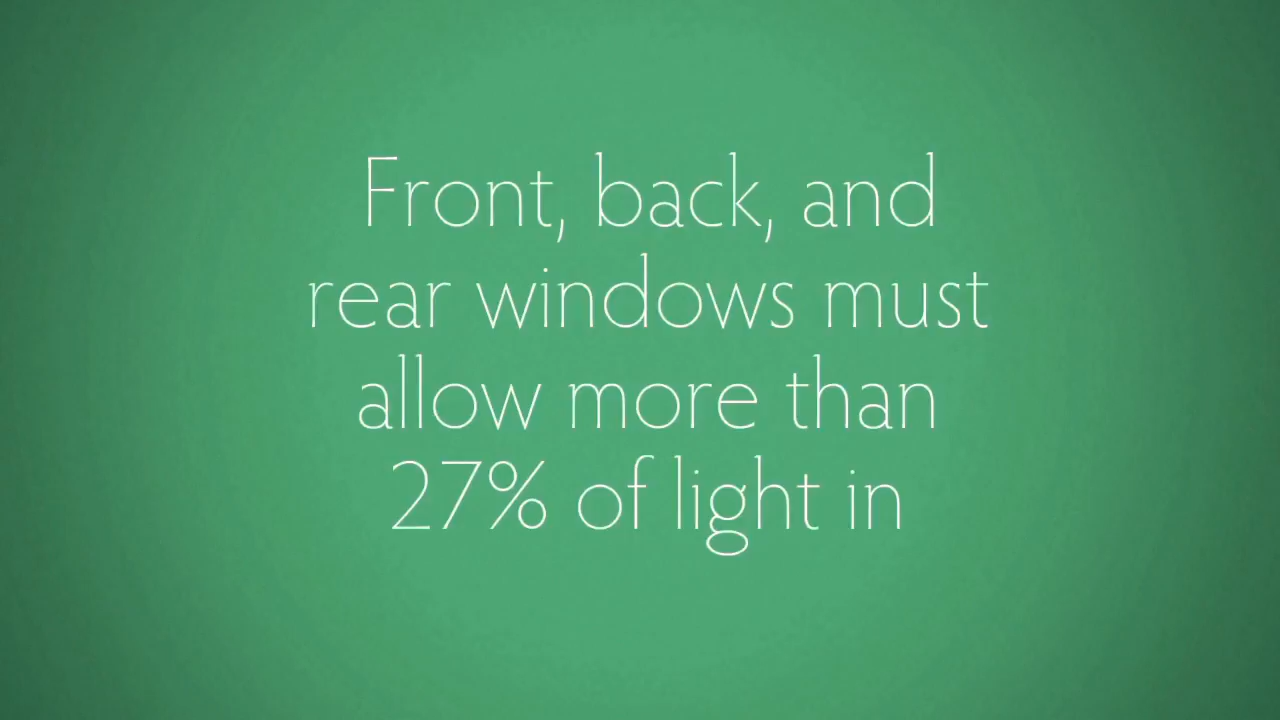 Front, back, and
rear windows must
allow more than
27% of light in